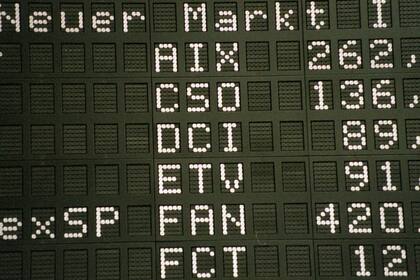 Neuer Markt I
AIX 262,
CSO 136,
DCI 89,
ETV 91,
exSP FAN 420,
FCT 12